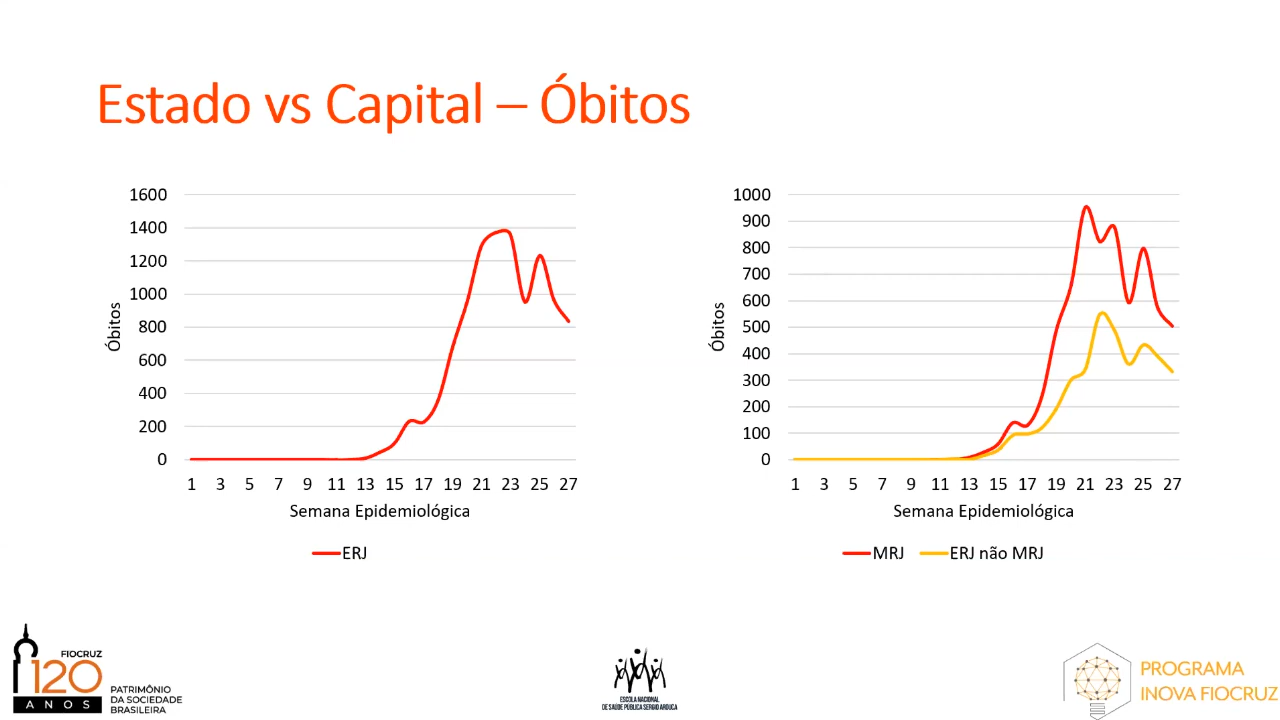 Estado vs Capital – Óbitos
1600
1400
1200
1000
800
600
400
200
0
Óbitos
1 3 5 7 9 11 13 15 17 19 21 23 25 27
Semana Epidemiológica
ERJ
1000
900
800
700
600
500
400
300
200
100
0
Óbitos
1 3 5 7 9 11 13 15 17 19 21 23 25 27
Semana Epidemiológica
MRJ ERJ não MRJ
FIOCRUZ
120
ANOS
PATRIMÔNIO
DA SOCIEDADE
BRASILEIRA
ESCOLA NACIONAL
DE SAÚDE PÚBLICA SERGIO AROUCA
PROGRAMA
INOVA FIOCRUZ